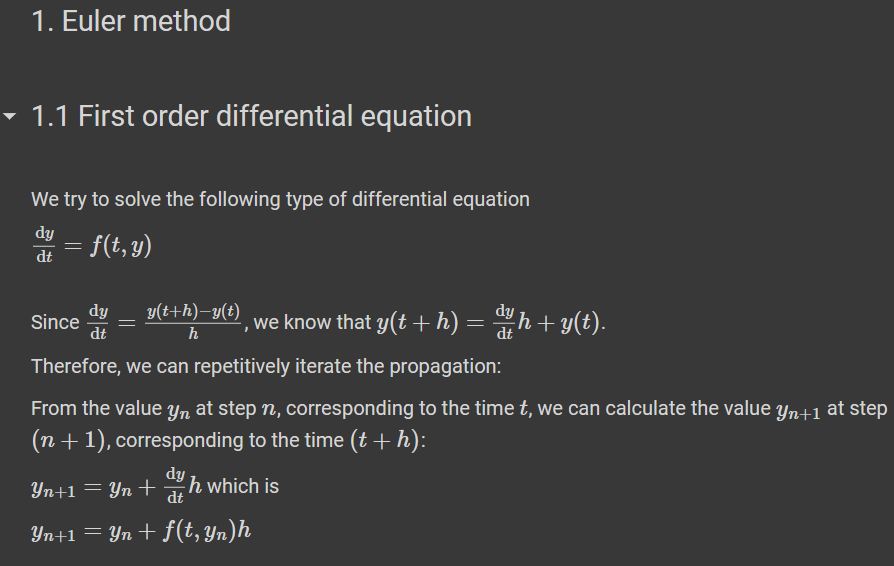 1. Euler method
1.1 First order differential equation
We try to solve the following type of differential equation
dy/dt = f(t, y)
Since dy/dt = y(t+h)−y(t)/h, we know that y(t + h) = dy/dt h + y(t).
Therefore, we can repetitively iterate the propagation:
From the value yₙ at step n, corresponding to the time t, we can calculate the value yₙ₊₁ at step
(n + 1), corresponding to the time (t + h):
yₙ₊₁ = yₙ + dy/dt h which is
yₙ₊₁ = yₙ + f(t, yₙ)h